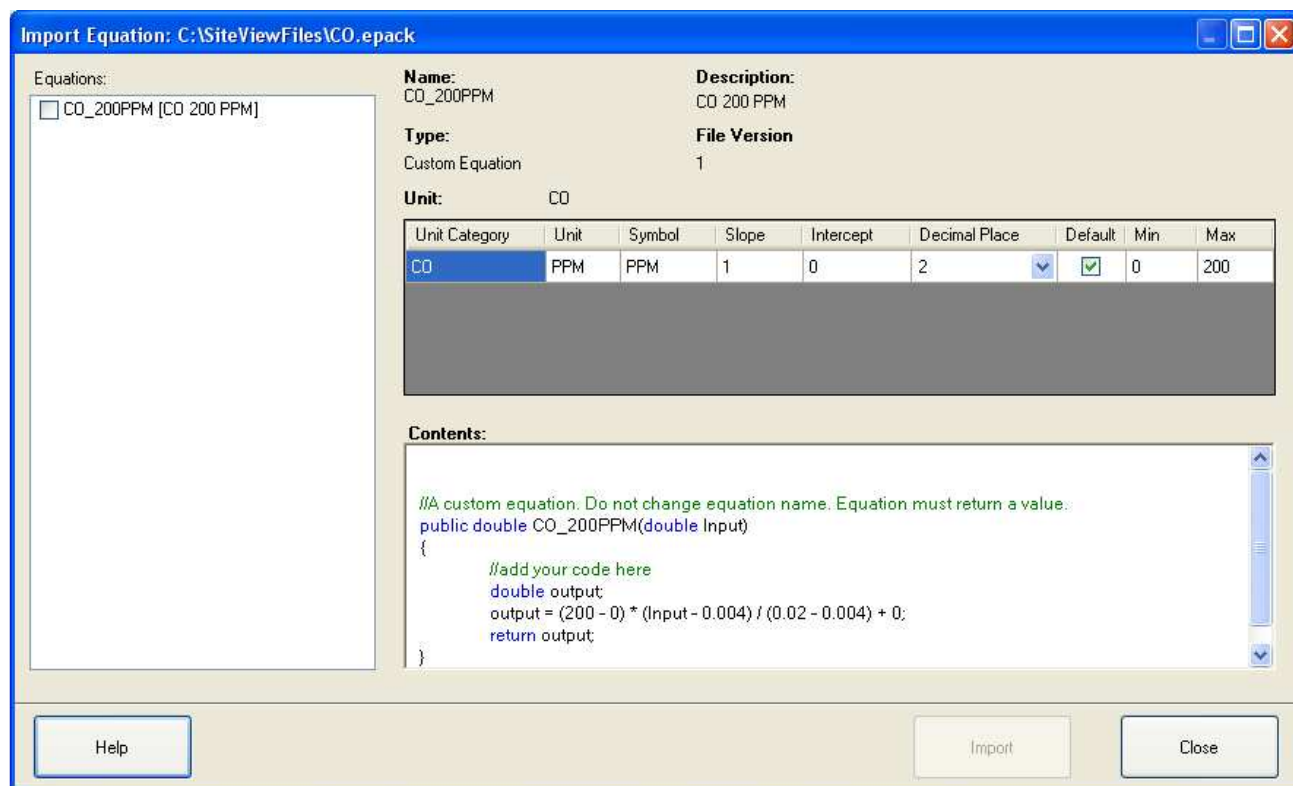 Import Equation: C:\SiteViewFiles\CO.epack
Equations:
CO_200PPM [CO 200 PPM]
Name:
CO_200PPM
Description:
CO 200 PPM
Type:
Custom Equation
File Version
1
Unit: CO
Unit Category Unit Symbol Slope Intercept Decimal Place Default Min Max
CO PPM PPM 1 0 2 0 200
Contents:
//A custom equation. Do not change equation name. Equation must return a value.
public double CO_200PPM(double Input)
{
//add your code here
double output;
output = (200 - 0) * (Input - 0.004) / (0.02 - 0.004) + 0;
return output;
}
Help Import Close